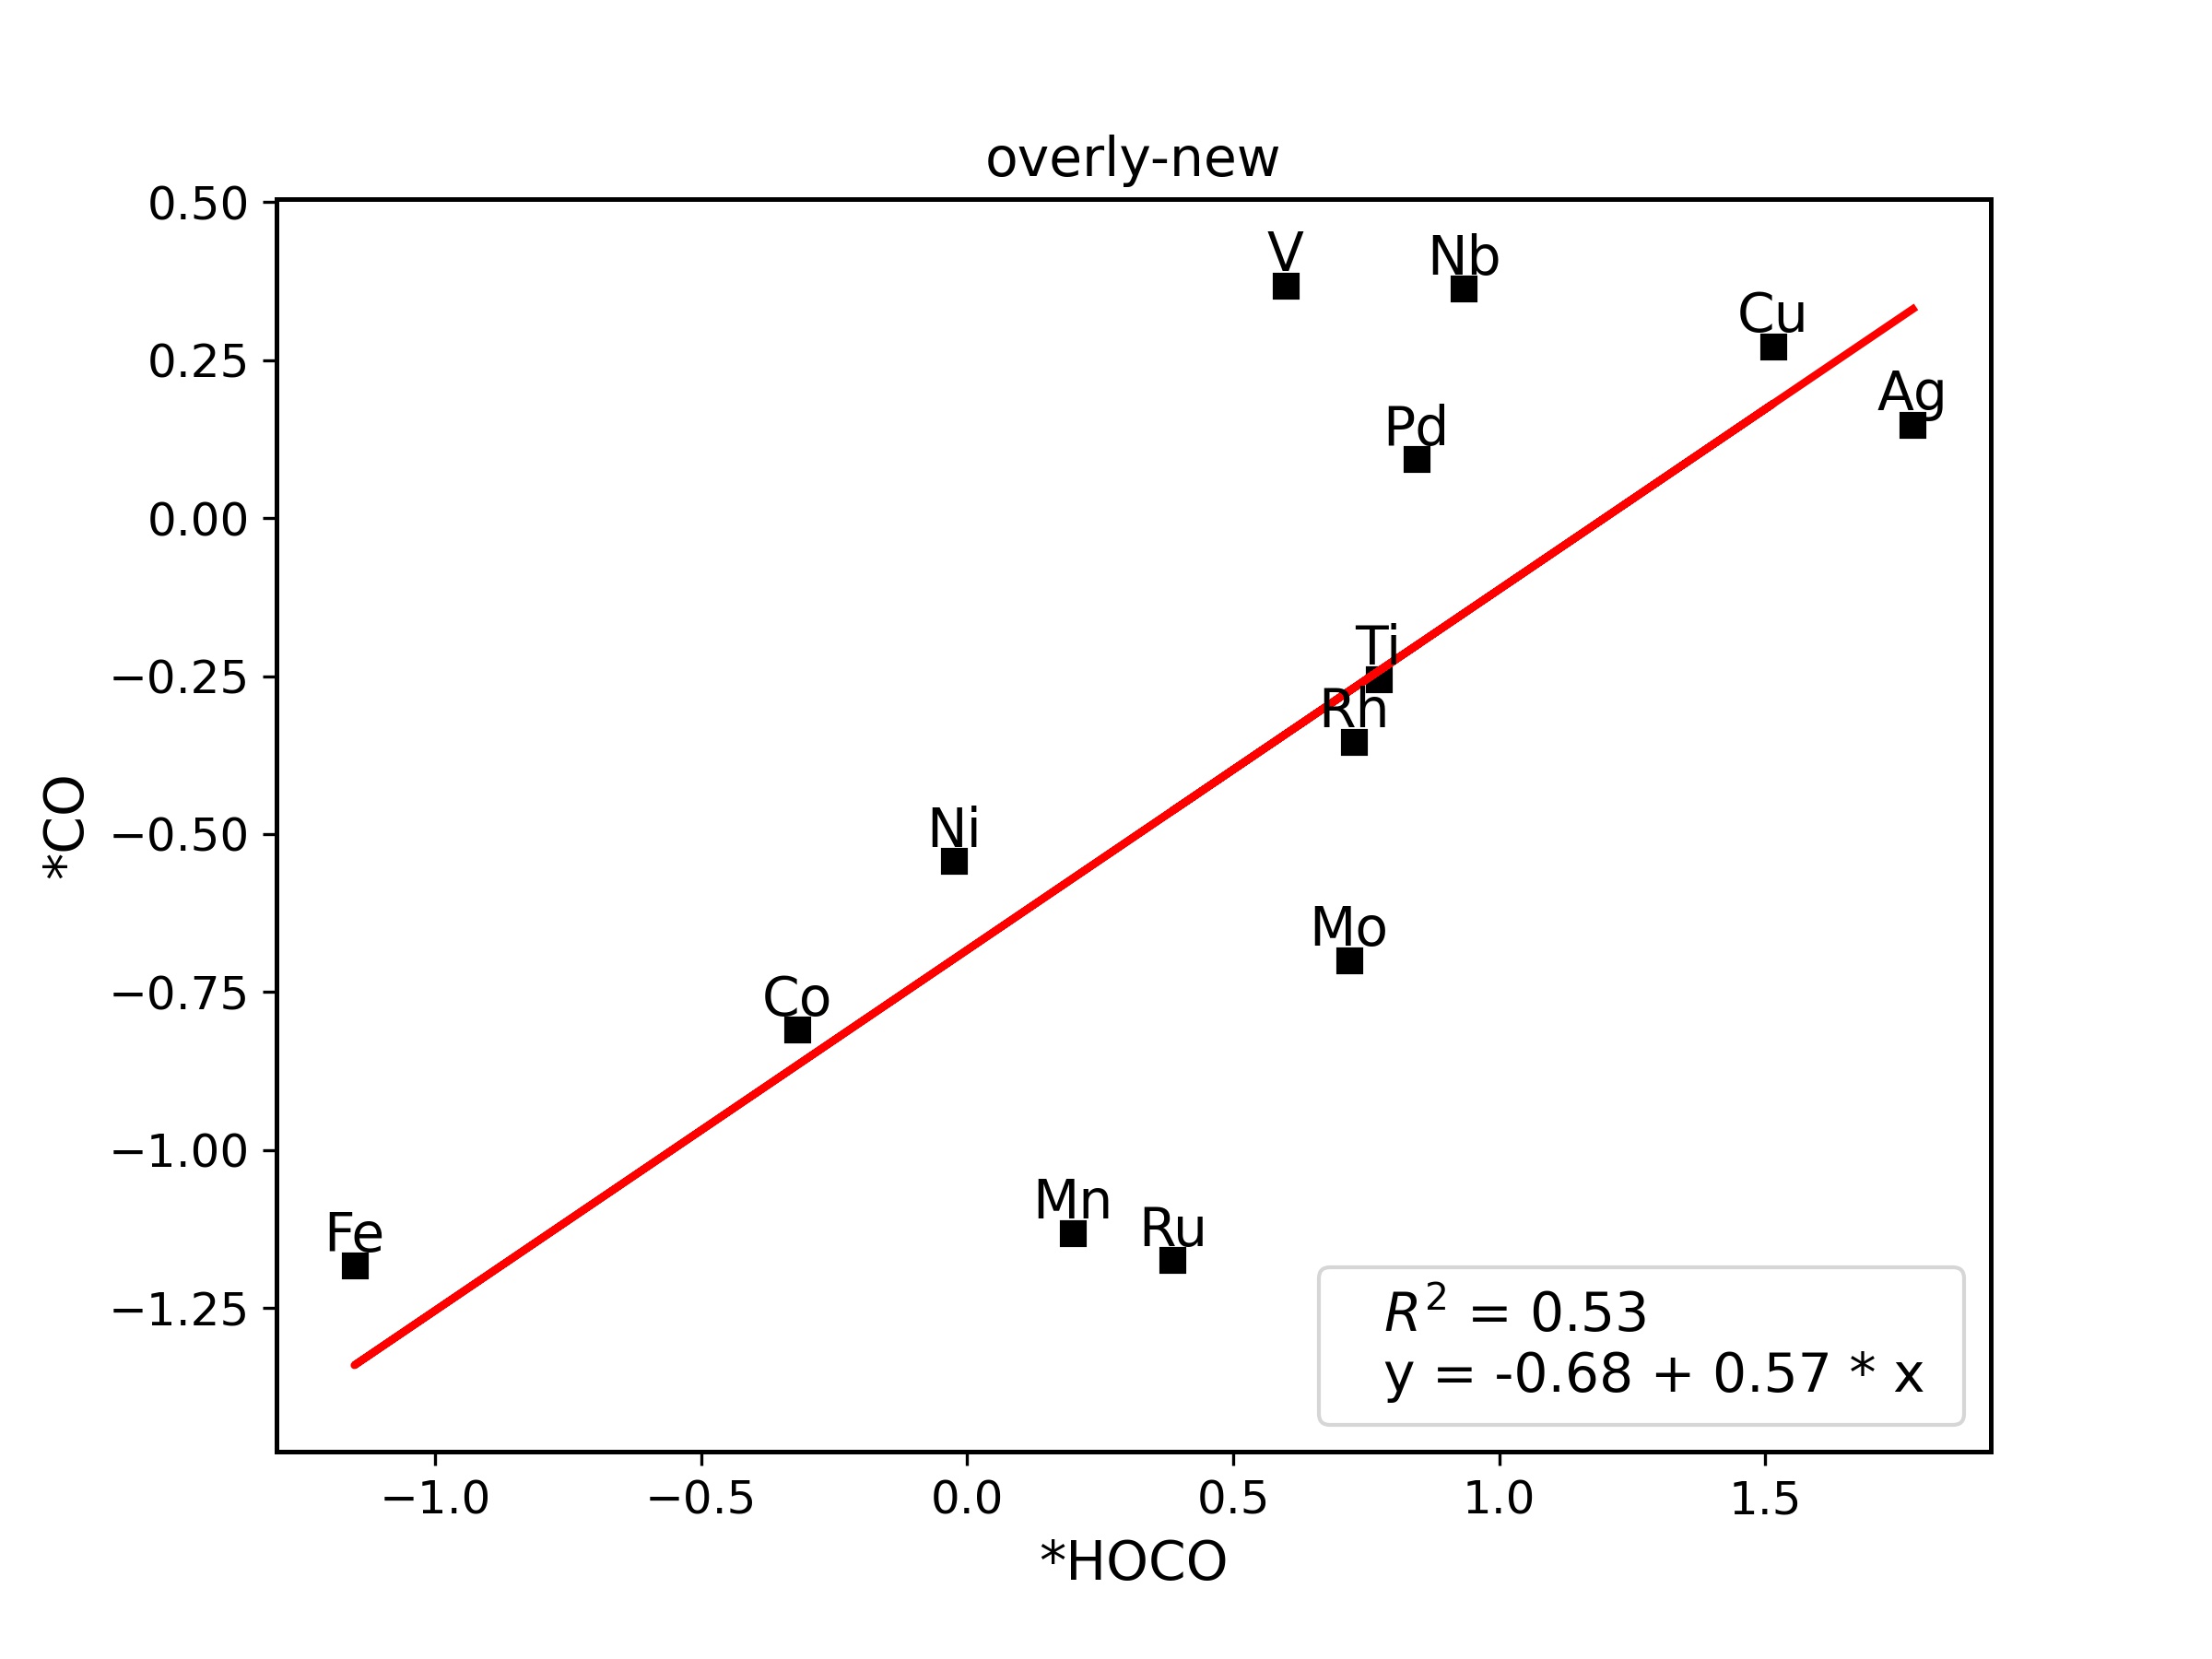 overly-new
0.50
0.25
0.00
−0.25
−0.50
−0.75
−1.00
−1.25
*CO
V
Nb
Cu
Ag
Pd
Ti
Rh
Ni
Mo
Co
Mn
Ru
Fe
R² = 0.53
y = -0.68 + 0.57 * x
−1.0 −0.5 0.0 0.5 1.0 1.5
*HOCO